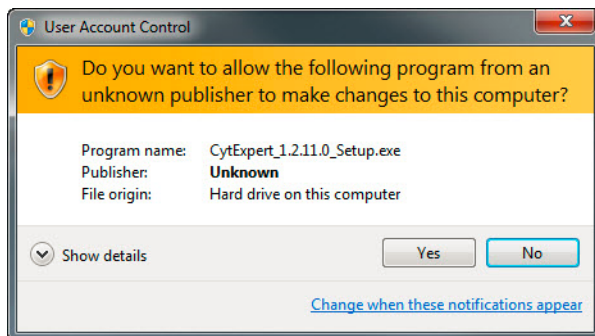 User Account Control
Do you want to allow the following program from an
unknown publisher to make changes to this computer?
Program name: CytExpert_1.2.11.0_Setup.exe
Publisher: Unknown
File origin: Hard drive on this computer
Show details
Yes
No
Change when these notifications appear